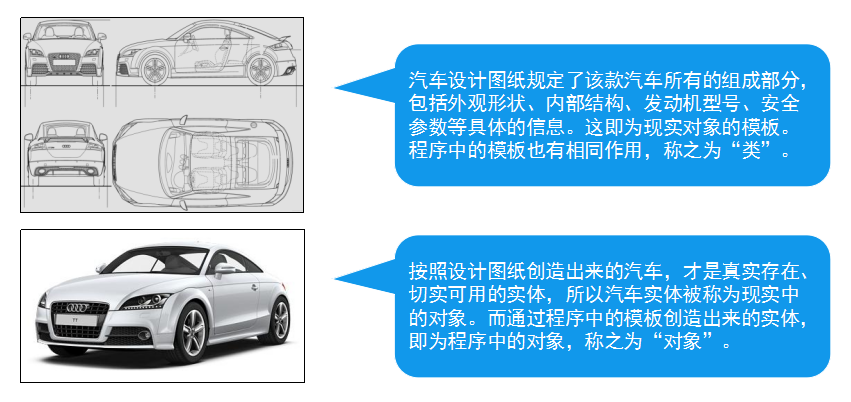 汽车设计图纸规定了该款汽车所有的组成部分，
包括外观形状、内部结构、发动机型号、安全
参数等具体的信息。这即为现实对象的模板。
程序中的模板也有相同作用，称之为“类”。
按照设计图纸创造出来的汽车，才是真实存在、
切实可用的实体，所以汽车实体被称为现实中
的对象。而通过程序中的模板创造出来的实体，
即为程序中的对象，称之为“对象”。
TT